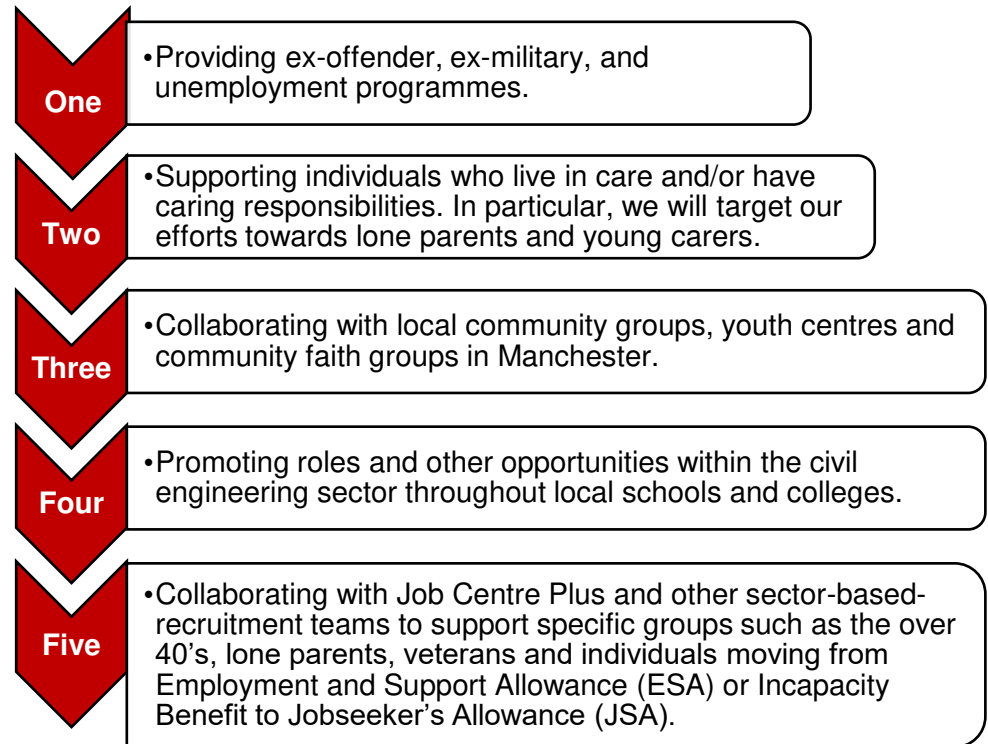 One
•Providing ex-offender, ex-military, and
unemployment programmes.
Two
•Supporting individuals who live in care and/or have
caring responsibilities. In particular, we will target our
efforts towards lone parents and young carers.
Three
•Collaborating with local community groups, youth centres and
community faith groups in Manchester.
Four
•Promoting roles and other opportunities within the civil
engineering sector throughout local schools and colleges.
Five
•Collaborating with Job Centre Plus and other sector-based-
recruitment teams to support specific groups such as the over
40’s, lone parents, veterans and individuals moving from
Employment and Support Allowance (ESA) or Incapacity
Benefit to Jobseeker’s Allowance (JSA).